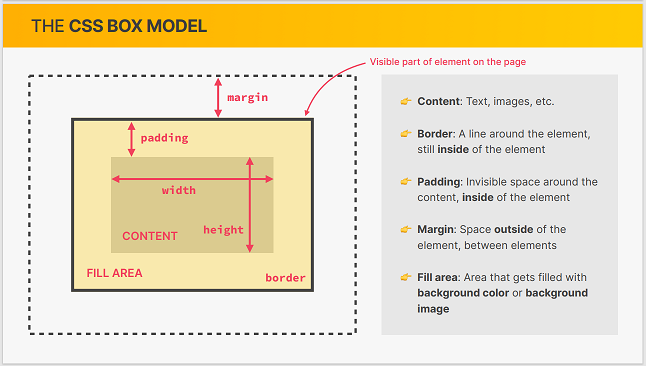 THE CSS BOX MODEL
Visible part of element on the page
margin
padding
width
height
CONTENT
FILL AREA
border
👉 Content: Text, images, etc.
👉 Border: A line around the element,
still inside of the element
👉 Padding: Invisible space around the
content, inside of the element
👉 Margin: Space outside of the
element, between elements
👉 Fill area: Area that gets filled with
background color or background
image